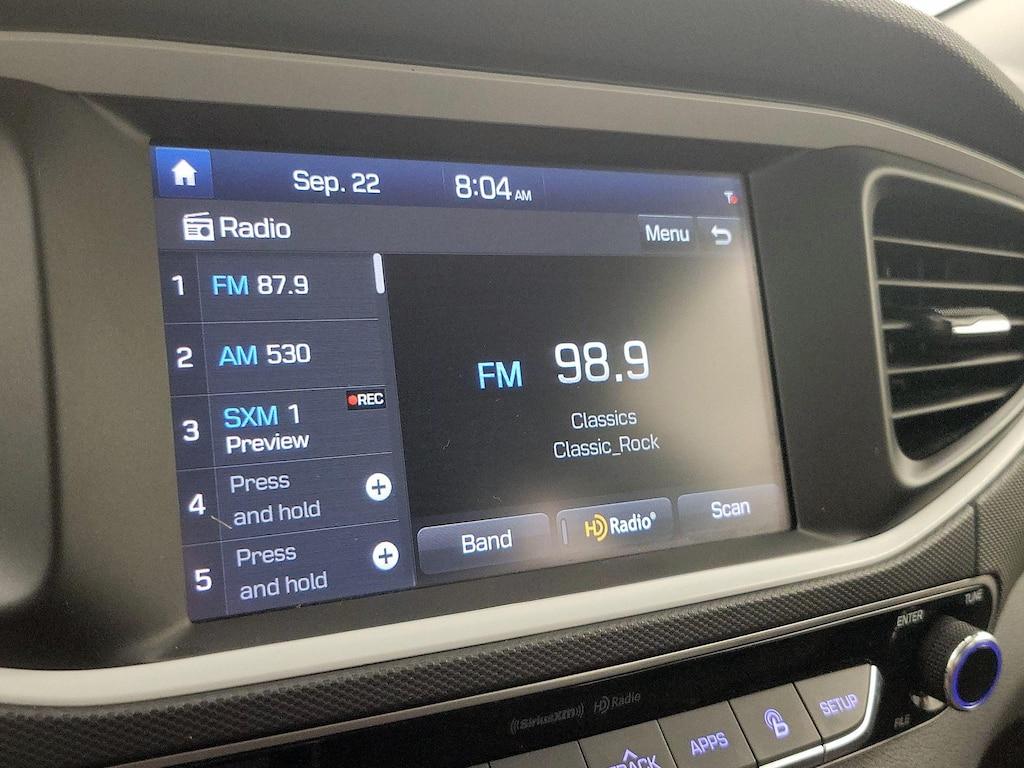 Sep. 22 8:04 AM
Radio
Menu
1 FM 87.9
2 AM 530
3 SXM 1 REC
Preview
4 Press
and hold
5 Press
and hold
FM 98.9
Classics
Classic_Rock
Band
HD Radio®
Scan
ENTER
TUNE
FILE
((SiriusXM)) HD Radio
TRACK
APPS
SETUP